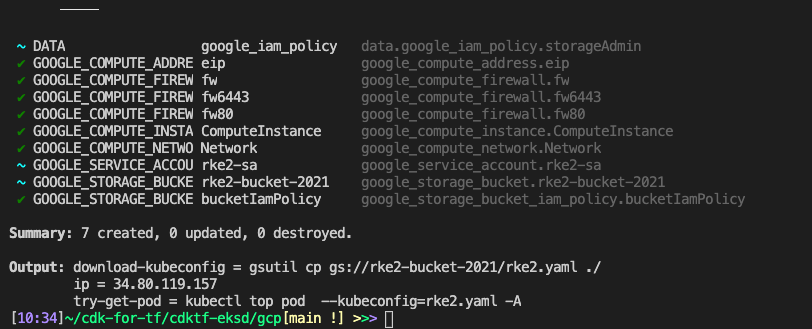 ~ DATA google_iam_policy data.google_iam_policy.storageAdmin
✔ GOOGLE_COMPUTE_ADDRE eip google_compute_address.eip
✔ GOOGLE_COMPUTE_FIREW fw google_compute_firewall.fw
✔ GOOGLE_COMPUTE_FIREW fw6443 google_compute_firewall.fw6443
✔ GOOGLE_COMPUTE_FIREW fw80 google_compute_firewall.fw80
✔ GOOGLE_COMPUTE_INSTA ComputeInstance google_compute_instance.ComputeInstance
✔ GOOGLE_COMPUTE_NETWO Network google_compute_network.Network
~ GOOGLE_SERVICE_ACCOU rke2-sa google_service_account.rke2-sa
~ GOOGLE_STORAGE_BUCKE rke2-bucket-2021 google_storage_bucket.rke2-bucket-2021
✔ GOOGLE_STORAGE_BUCKE bucketIamPolicy google_storage_bucket_iam_policy.bucketIamPolicy
Summary: 7 created, 0 updated, 0 destroyed.
Output: download-kubeconfig = gsutil cp gs://rke2-bucket-2021/rke2.yaml ./
ip = 34.80.119.157
try-get-pod = kubectl top pod --kubeconfig=rke2.yaml -A
[10:34]~/cdk-for-tf/cdktf-eksd/gcp[main !] >>>